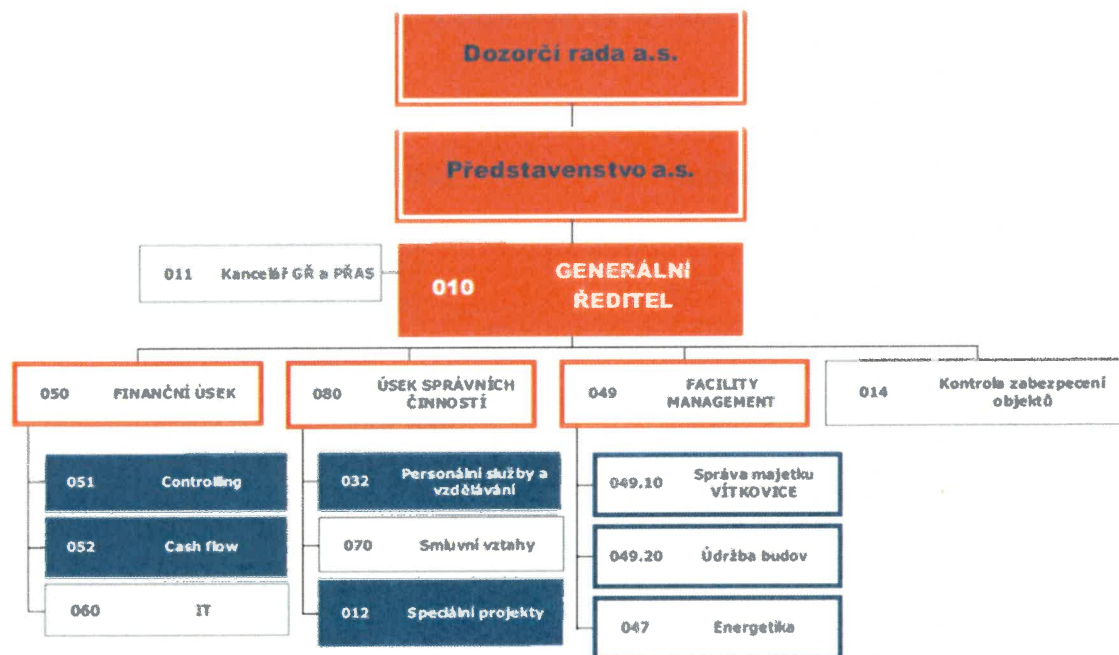 Dozorčí rada a.s.
Představenstvo a.s.
011 Kancelář GŘ a PŘAS
010 GENERÁLNÍ
ŘEDITEL
050 FINANČNÍ ÚSEK
080 ÚSEK SPRÁVNÍCH
ČINNOSTÍ
049 FACILITY
MANAGEMENT
014 Kontrola zabezpecení
objektů
051 Controlling
052 Cash flow
060 IT
032 Personální služby a
vzdělávání
070 Smluvní vztahy
012 Speciální projekty
049.10 Správa majetku
VÍTKOVICE
049.20 Údržba budov
047 Energetika